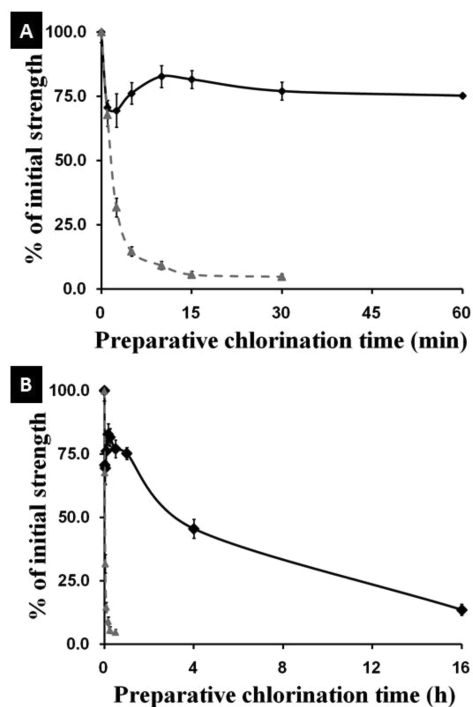 A
100.0
75.0
50.0
25.0
0.0
% of initial strength
0 15 30 45 60
Preparative chlorination time (min)
B
100.0
75.0
50.0
25.0
0.0
% of initial strength
0 4 8 12 16
Preparative chlorination time (h)